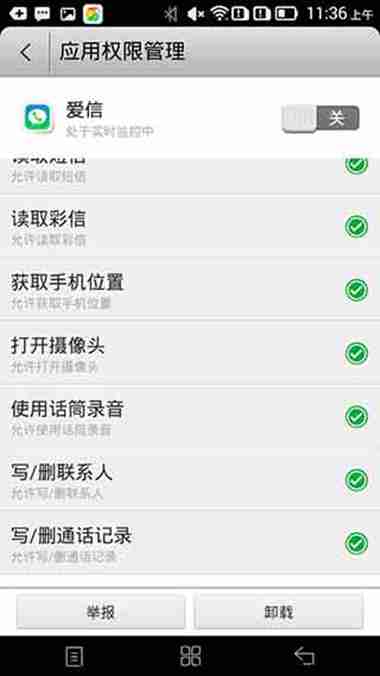 11:36 上午
应用权限管理
爱信
处于实时监控中
关
读取短信
允许读取短信
读取彩信
允许读取彩信
获取手机位置
允许获取手机位置
打开摄像头
允许打开摄像头
使用话筒录音
允许使用话筒录音
写/删联系人
允许写/删联系人
写/删通话记录
允许写/删通话记录
举报
卸载